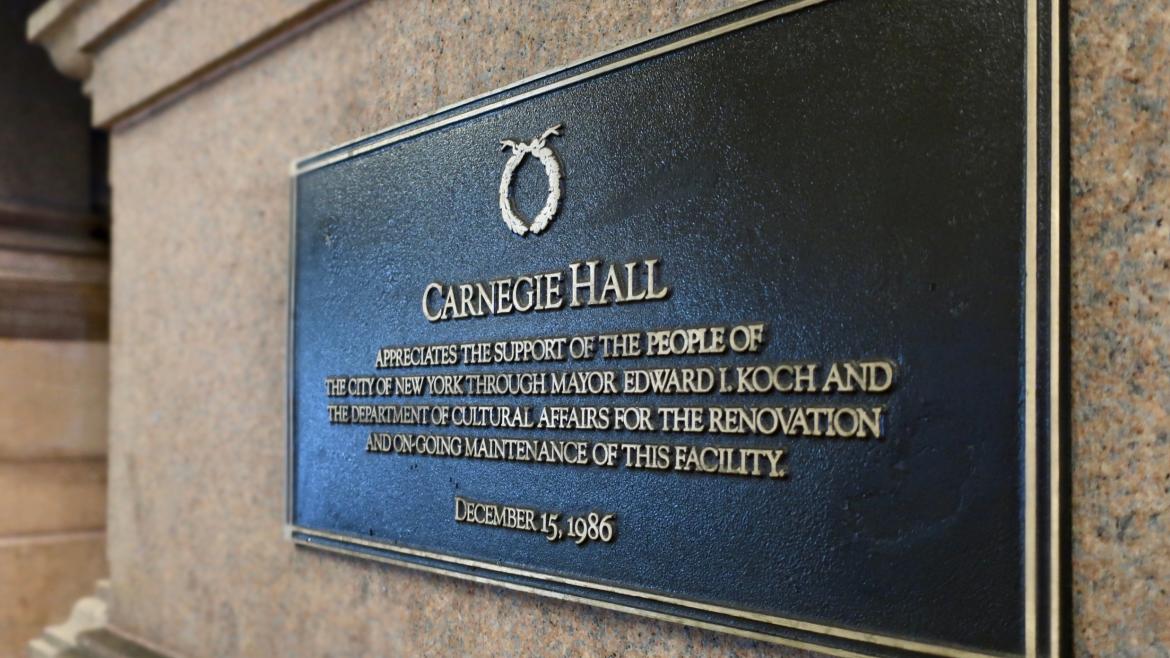 CARNEGIE HALL
APPRECIATES THE SUPPORT OF THE PEOPLE OF
THE CITY OF NEW YORK THROUGH MAYOR EDWARD I. KOCH AND
THE DEPARTMENT OF CULTURAL AFFAIRS FOR THE RENOVATION
AND ON-GOING MAINTENANCE OF THIS FACILITY.
DECEMBER 15, 1986